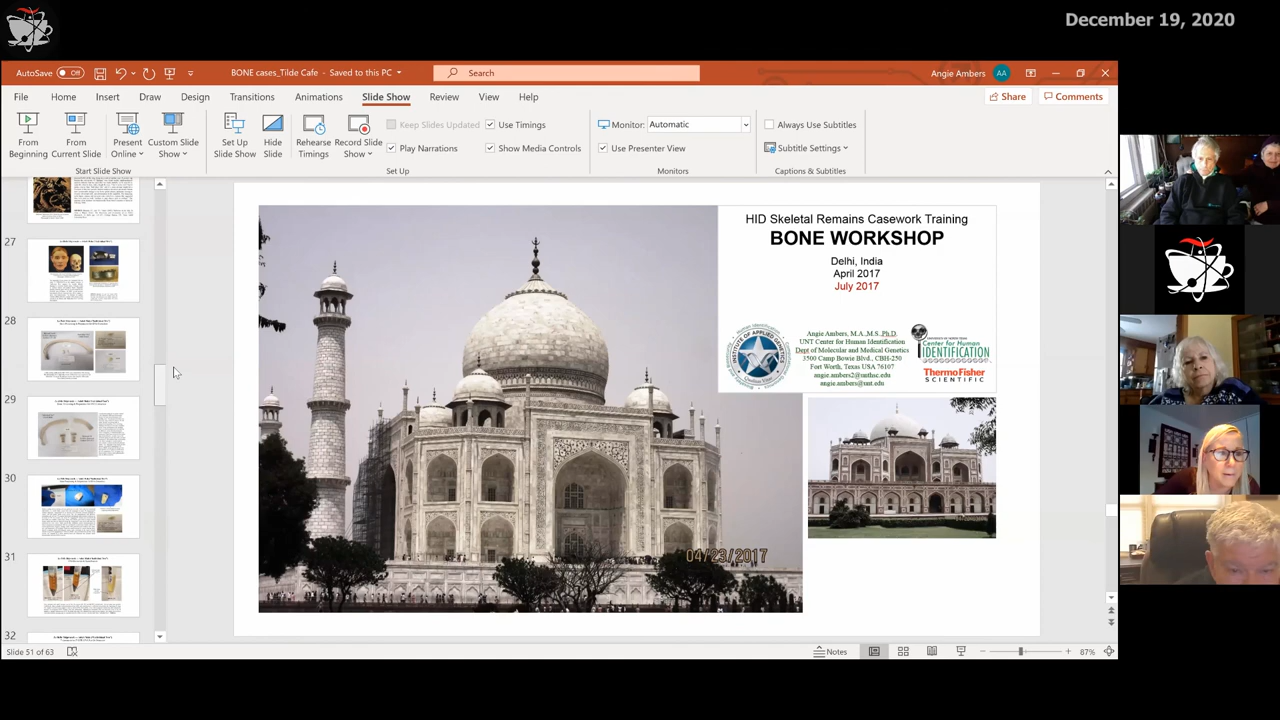 December 19, 2020
AutoSave Off
BONE cases_Tilde Cafe - Saved to this PC
Search
Angie Ambers AA
File Home Insert Draw Design Transitions Animations Slide Show Review View Help
Share Comments
From Beginning
From Current Slide
Present Online
Custom Slide Show
Set Up Slide Show
Hide Slide
Rehearse Timings
Record Slide Show
Keep Slides Updated
Play Narrations
Use Timings
Show Media Controls
Monitor: Automatic
Use Presenter View
Always Use Subtitles
Subtitle Settings
Start Slide Show
Set Up
Monitors
Captions & Subtitles
27
28
29
30
31
32
HID Skeletal Remains Casework Training
BONE WORKSHOP
Delhi, India
April 2017
July 2017
Angie Ambers, M.A.,M.S.,Ph.D.
UNT Center for Human Identification
Dept of Molecular and Medical Genetics
3500 Camp Bowie Blvd., CBH-250
Fort Worth, Texas USA 76107
angie.ambers2@unthsc.edu
angie.ambers@unt.edu
Center for Human
IDENTIFICATION
ThermoFisher
SCIENTIFIC
04/23/2017
Slide 51 of 63
Notes
87%